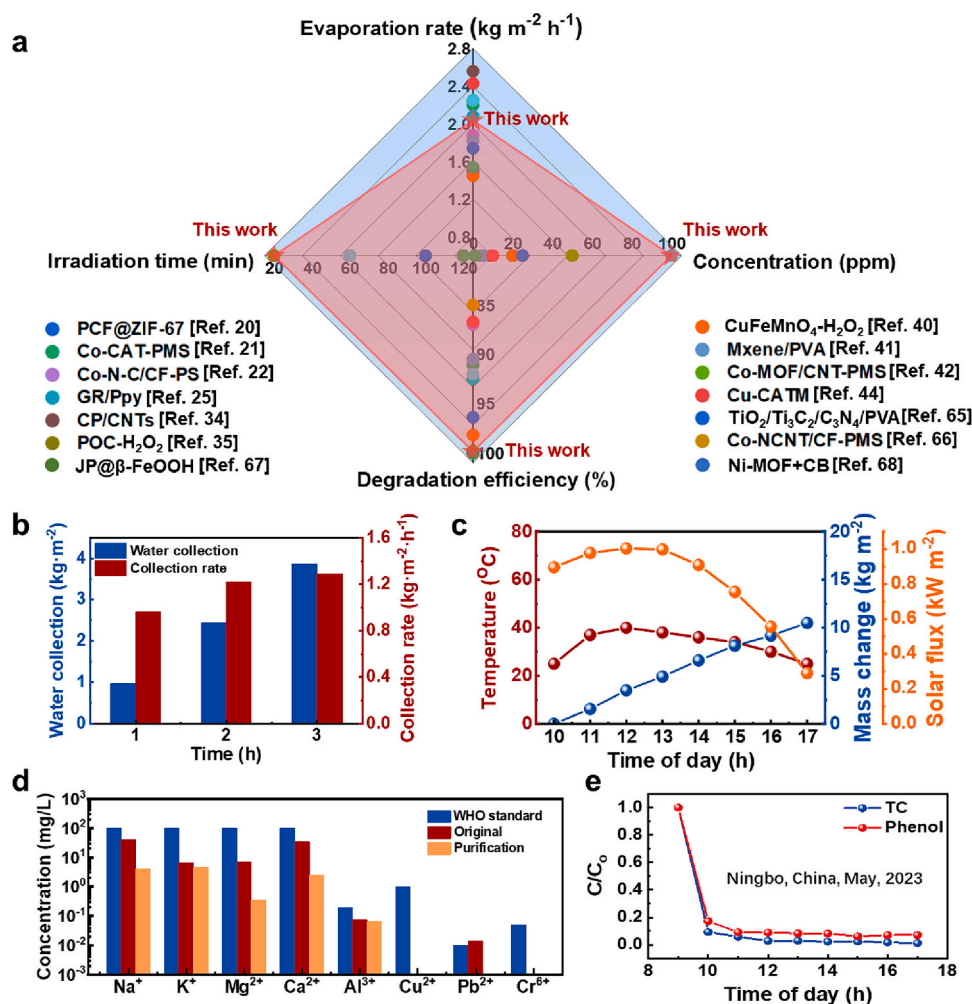 a
Evaporation rate (kg m⁻² h⁻¹)
2.8
2.4
2.0
1.6
1.2
0.8
This work
This work
This work
This work
Irradiation time (min)
20 40 60 80 100 120
0 20 40 60 80 100
Concentration (ppm)
85
90
95
100
Degradation efficiency (%)
PCF@ZIF-67 [Ref. 20]
Co-CAT-PMS [Ref. 21]
Co-N-C/CF-PS [Ref. 22]
GR/Ppy [Ref. 25]
CP/CNTs [Ref. 34]
POC-H₂O₂ [Ref. 35]
JP@β-FeOOH [Ref. 67]
CuFeMnO₄-H₂O₂ [Ref. 40]
Mxene/PVA [Ref. 41]
Co-MOF/CNT-PMS [Ref. 42]
Cu-CATM [Ref. 44]
TiO₂/Ti₃C₂/C₃N₄/PVA[Ref. 65]
Co-NCNT/CF-PMS [Ref. 66]
Ni-MOF+CB [Ref. 68]
b
Water collection (kg·m⁻²)
4
3
2
1
0
Water collection
Collection rate
1.6
1.2
0.8
0.4
0.0
Collection rate (kg·m⁻²·h⁻¹)
1 2 3
Time (h)
c
Temperature (°C)
80
60
40
20
0
20
15
10
5
0
Mass change (kg m⁻²)
1.0
0.8
0.6
0.4
0.2
0.0
Solar flux (kW m⁻²)
10 11 12 13 14 15 16 17
Time of day (h)
d
Concentration (mg/L)
10³
10²
10¹
10⁰
10⁻¹
10⁻²
10⁻³
WHO standard
Original
Purification
Na⁺ K⁺ Mg²⁺ Ca²⁺ Al³⁺ Cu²⁺ Pb²⁺ Cr⁶⁺
e
C/Cₒ
1.0
0.8
0.6
0.4
0.2
0.0
TC
Phenol
Ningbo, China, May, 2023
8 10 12 14 16 18
Time of day (h)